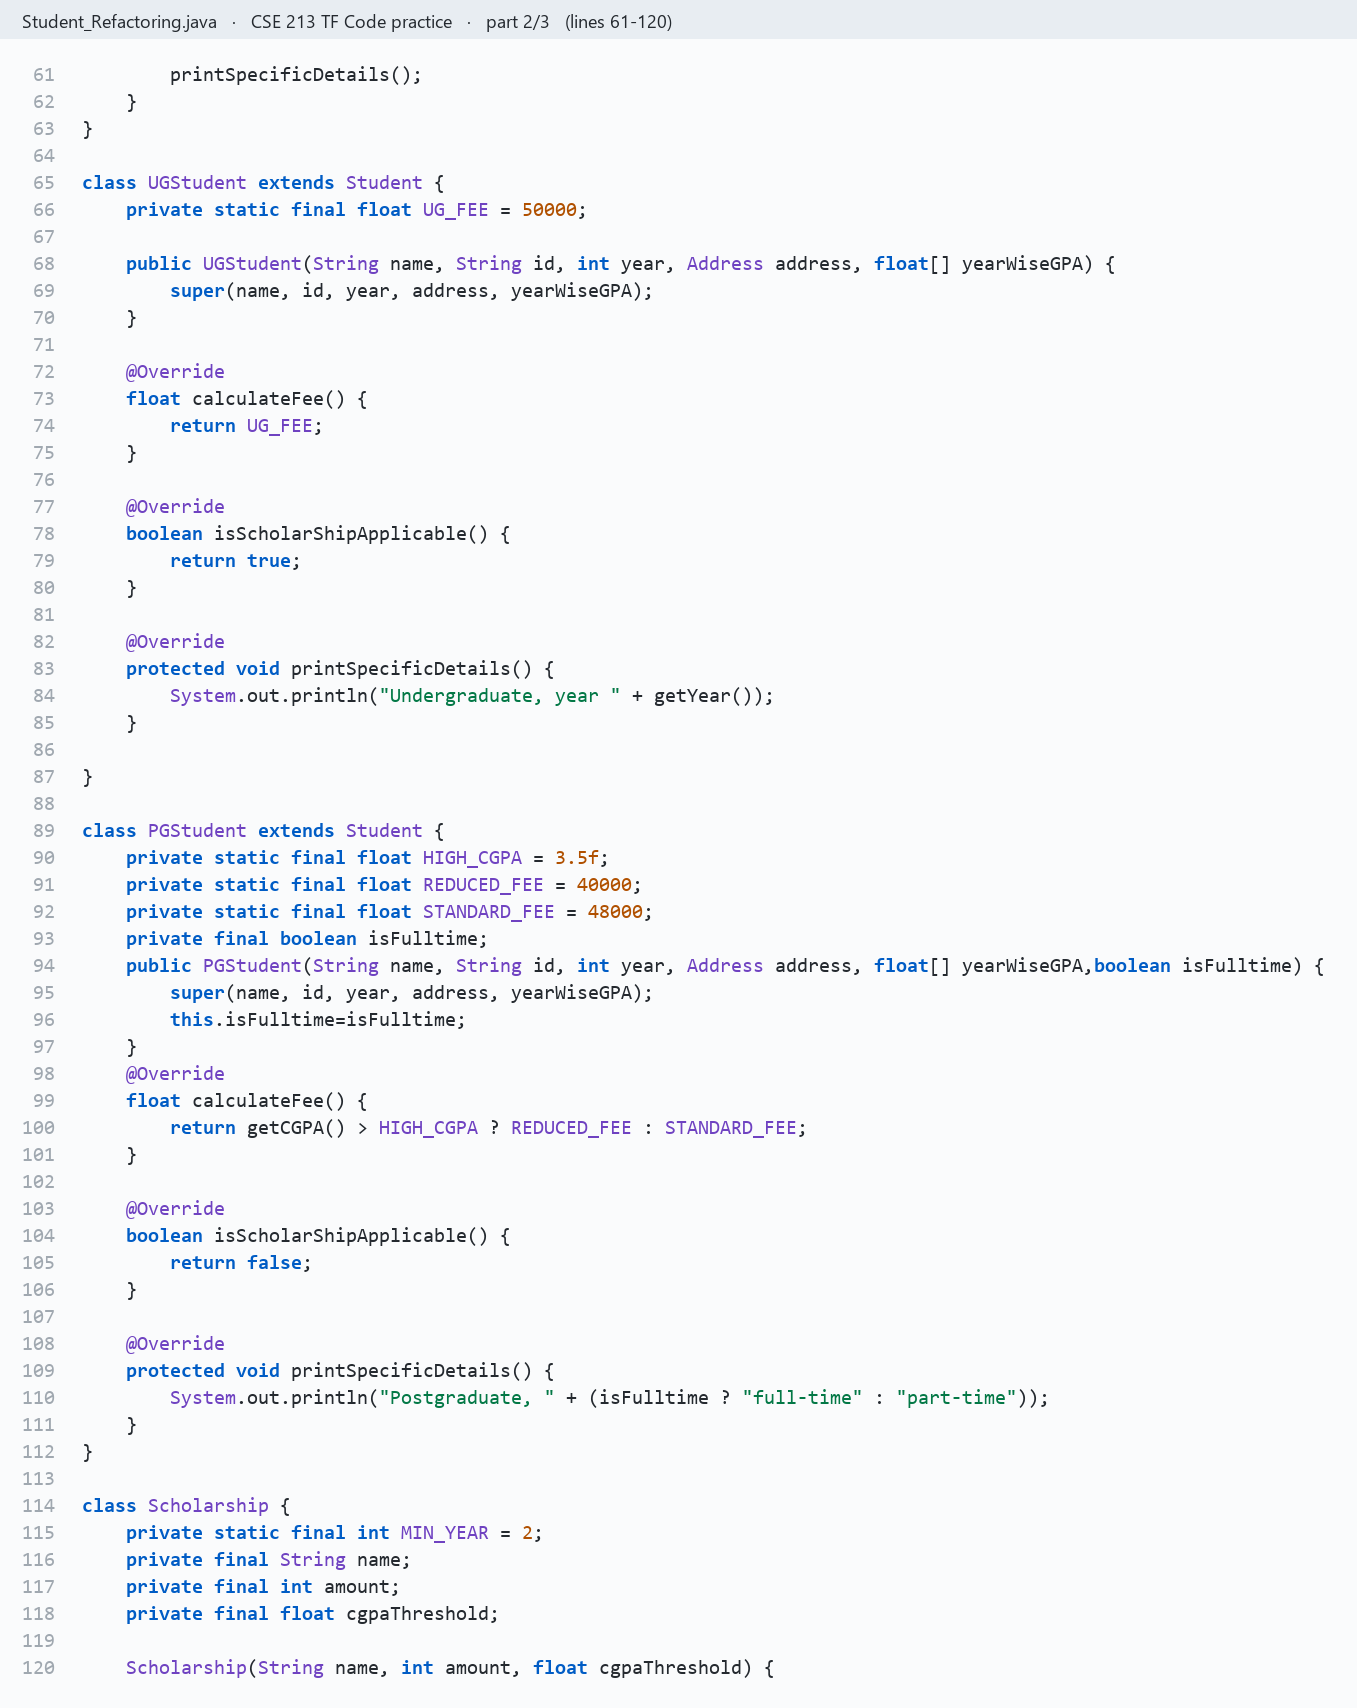 Student_Refactoring.java · CSE 213 TF Code practice · part 2/3 (lines 61-120)
61         printSpecificDetails();
62     }
63 }
64
65 class UGStudent extends Student {
66     private static final float UG_FEE = 50000;
67
68     public UGStudent(String name, String id, int year, Address address, float[] yearWiseGPA) {
69         super(name, id, year, address, yearWiseGPA);
70     }
71
72     @Override
73     float calculateFee() {
74         return UG_FEE;
75     }
76
77     @Override
78     boolean isScholarShipApplicable() {
79         return true;
80     }
81
82     @Override
83     protected void printSpecificDetails() {
84         System.out.println("Undergraduate, year " + getYear());
85     }
86
87 }
88
89 class PGStudent extends Student {
90     private static final float HIGH_CGPA = 3.5f;
91     private static final float REDUCED_FEE = 40000;
92     private static final float STANDARD_FEE = 48000;
93     private final boolean isFulltime;
94     public PGStudent(String name, String id, int year, Address address, float[] yearWiseGPA,boolean isFulltime) {
95         super(name, id, year, address, yearWiseGPA);
96         this.isFulltime=isFulltime;
97     }
98     @Override
99     float calculateFee() {
100         return getCGPA() > HIGH_CGPA ? REDUCED_FEE : STANDARD_FEE;
101     }
102
103     @Override
104     boolean isScholarShipApplicable() {
105         return false;
106     }
107
108     @Override
109     protected void printSpecificDetails() {
110         System.out.println("Postgraduate, " + (isFulltime ? "full-time" : "part-time"));
111     }
112 }
113
114 class Scholarship {
115     private static final int MIN_YEAR = 2;
116     private final String name;
117     private final int amount;
118     private final float cgpaThreshold;
119
120     Scholarship(String name, int amount, float cgpaThreshold) {